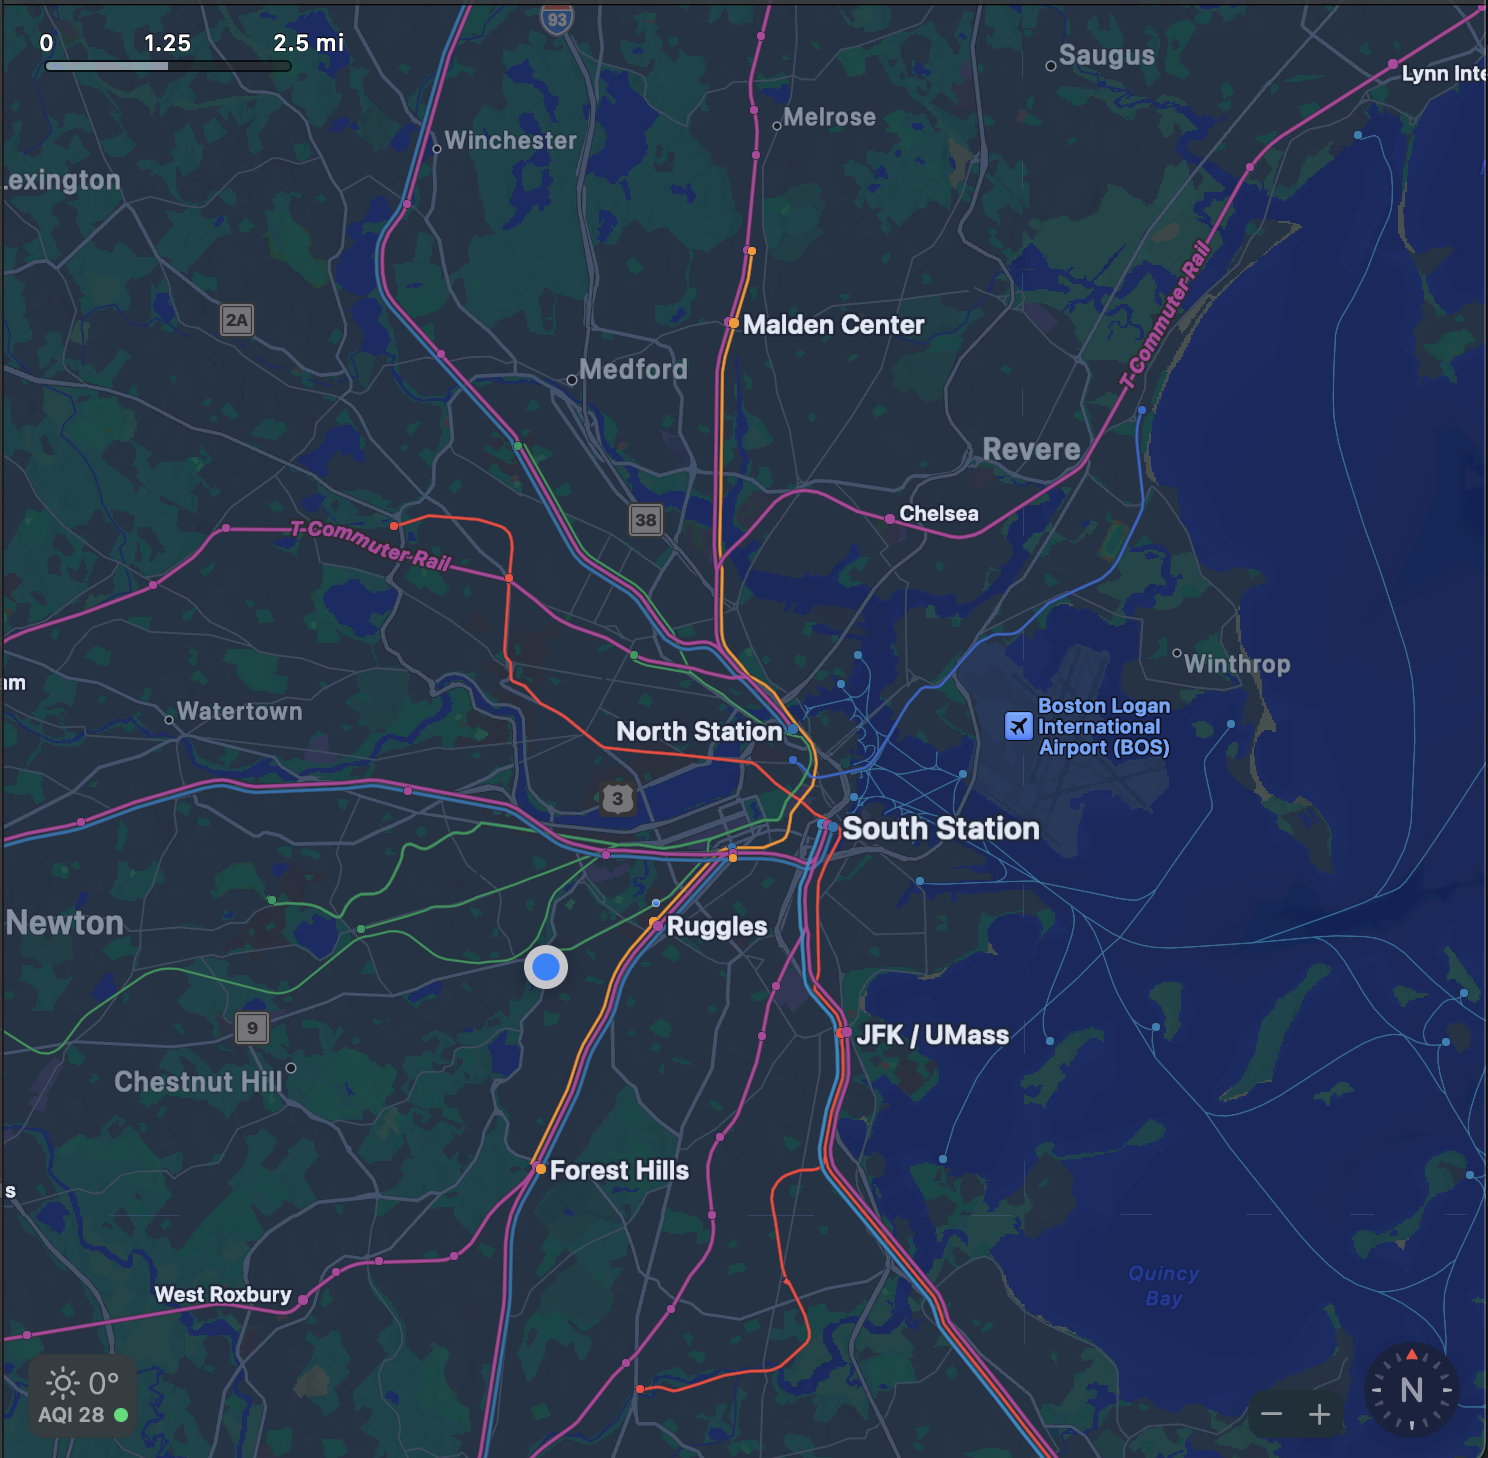 0 1.25 2.5 mi
93
Saugus
Lynn Inte
Melrose
Winchester
Lexington
2A
Malden Center
Medford
T-Commuter-Rail
Revere
38
Chelsea
T-Commuter-Rail
Winthrop
am
Watertown
Boston Logan
International
Airport (BOS)
North Station
3
South Station
Newton
Ruggles
9
JFK / UMass
Chestnut Hill
Forest Hills
s
West Roxbury
Quincy
Bay
0°
AQI 28
N
− +